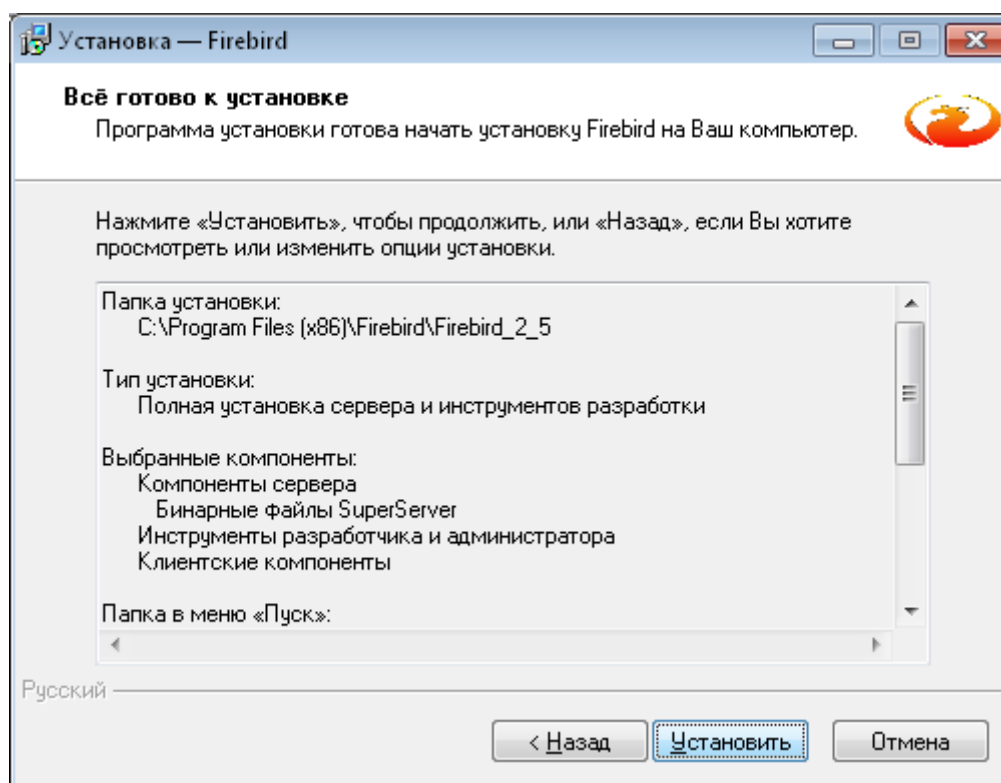 Установка — Firebird
Всё готово к установке
Программа установки готова начать установку Firebird на Ваш компьютер.
Нажмите «Установить», чтобы продолжить, или «Назад», если Вы хотите
просмотреть или изменить опции установки.
Папка установки:
C:\Program Files (x86)\Firebird\Firebird_2_5
Тип установки:
Полная установка сервера и инструментов разработки
Выбранные компоненты:
Компоненты сервера
Бинарные файлы SuperServer
Инструменты разработчика и администратора
Клиентские компоненты
Папка в меню «Пуск»:
Русский
< Назад Установить Отмена